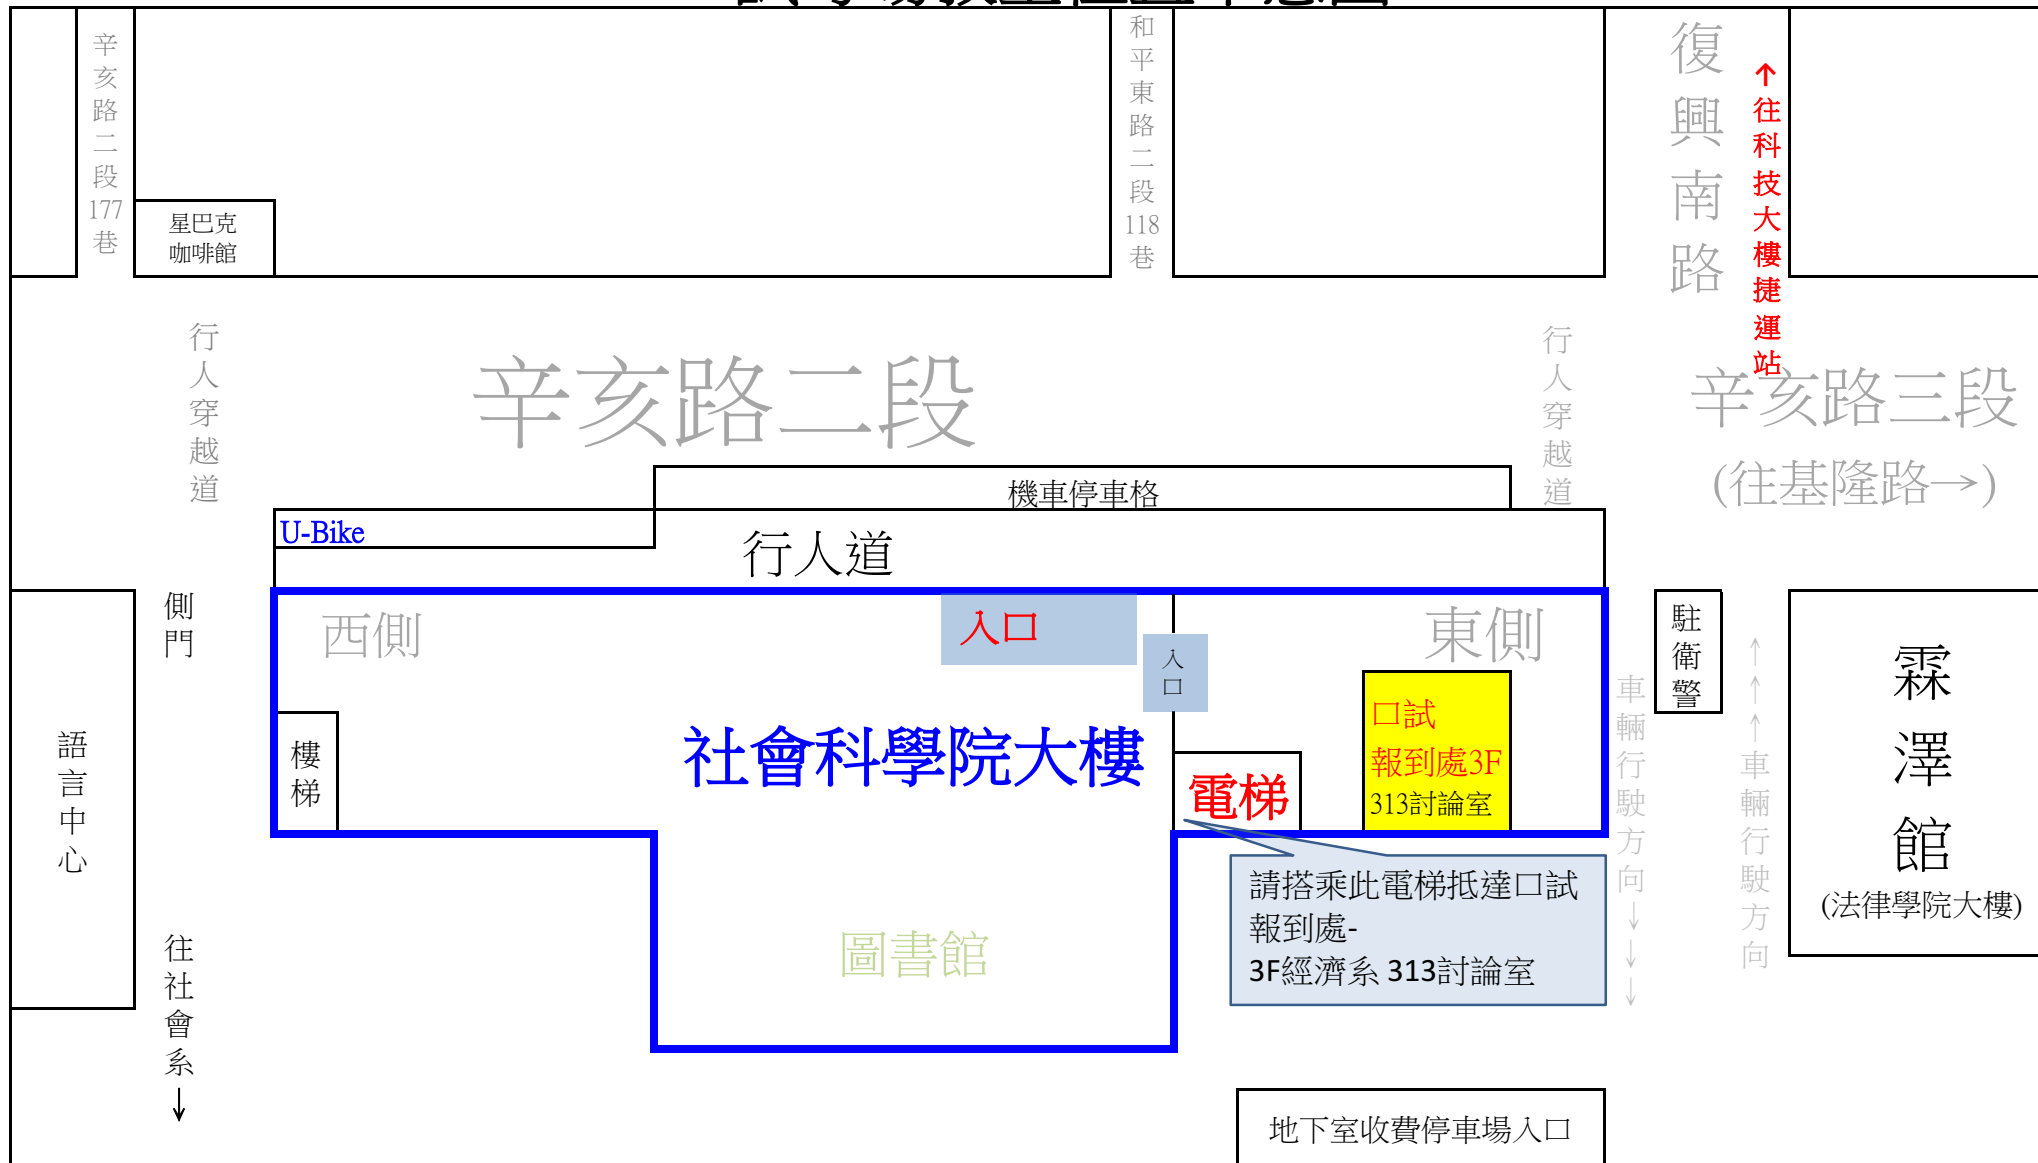 辛亥路二段177巷
和平東路二段118巷
復興南路
↑往科技大樓捷運站
星巴克
咖啡館
行人穿越道
辛亥路二段
行人穿越道
辛亥路三段
(往基隆路→)
機車停車格
U-Bike
行人道
側門
西側
入口
入口
東側
駐衛警
霖澤館
(法律學院大樓)
語言中心
樓梯
社會科學院大樓
電梯
口試
報到處3F
313討論室
車輛行駛方向↓↓↓
↑↑↑車輛行駛方向
請搭乘此電梯抵達口試
報到處-
3F經濟系 313討論室
圖書館
往社會系↓
地下室收費停車場入口